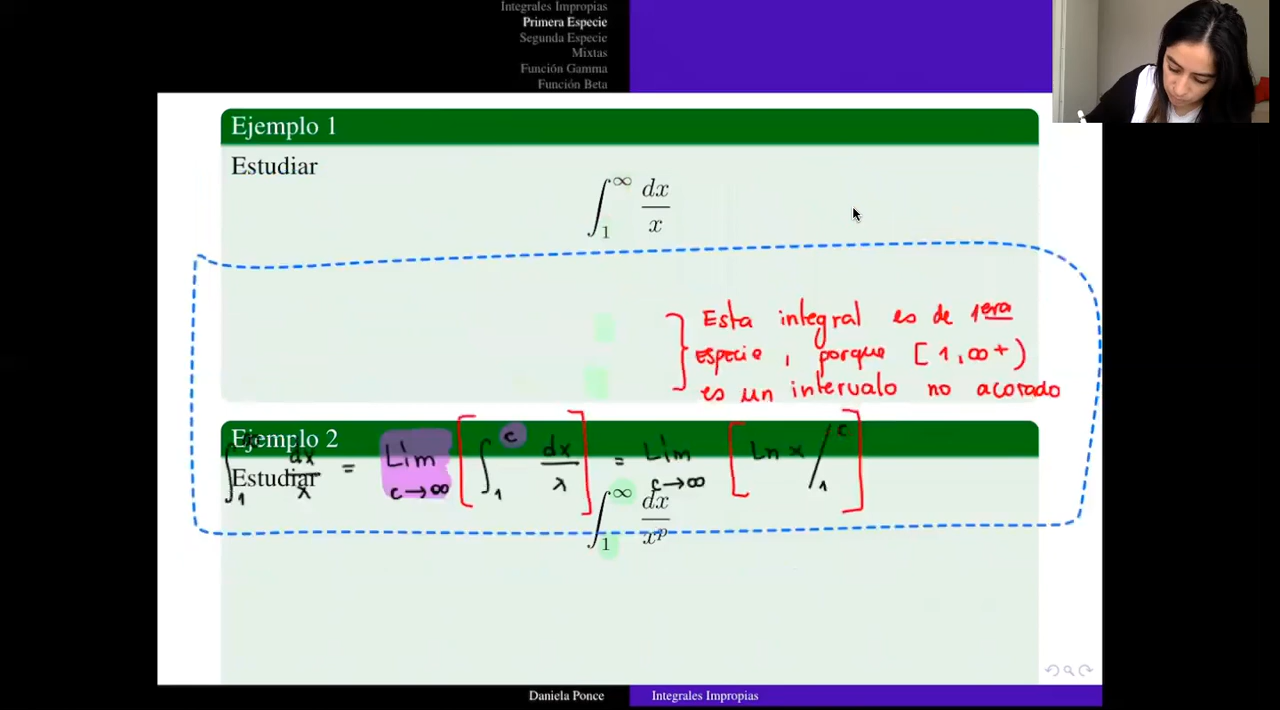 Integrales Impropias
Primera Especie
Segunda Especie
Mixtas
Función Gamma
Función Beta
Ejemplo 1
Estudiar
∫₁^∞ dx/x
} Esta integral es de 1era
especie, porque [1,∞+)
es un intervalo no acorado
Ejemplo 2
∫₁ dx/x = Lim c→∞ [∫₁^c dx/x] = Lim c→∞ [Ln x /₁^c]
Estudiar
∫₁^∞ dx/x^p
Daniela Ponce
Integrales Impropias